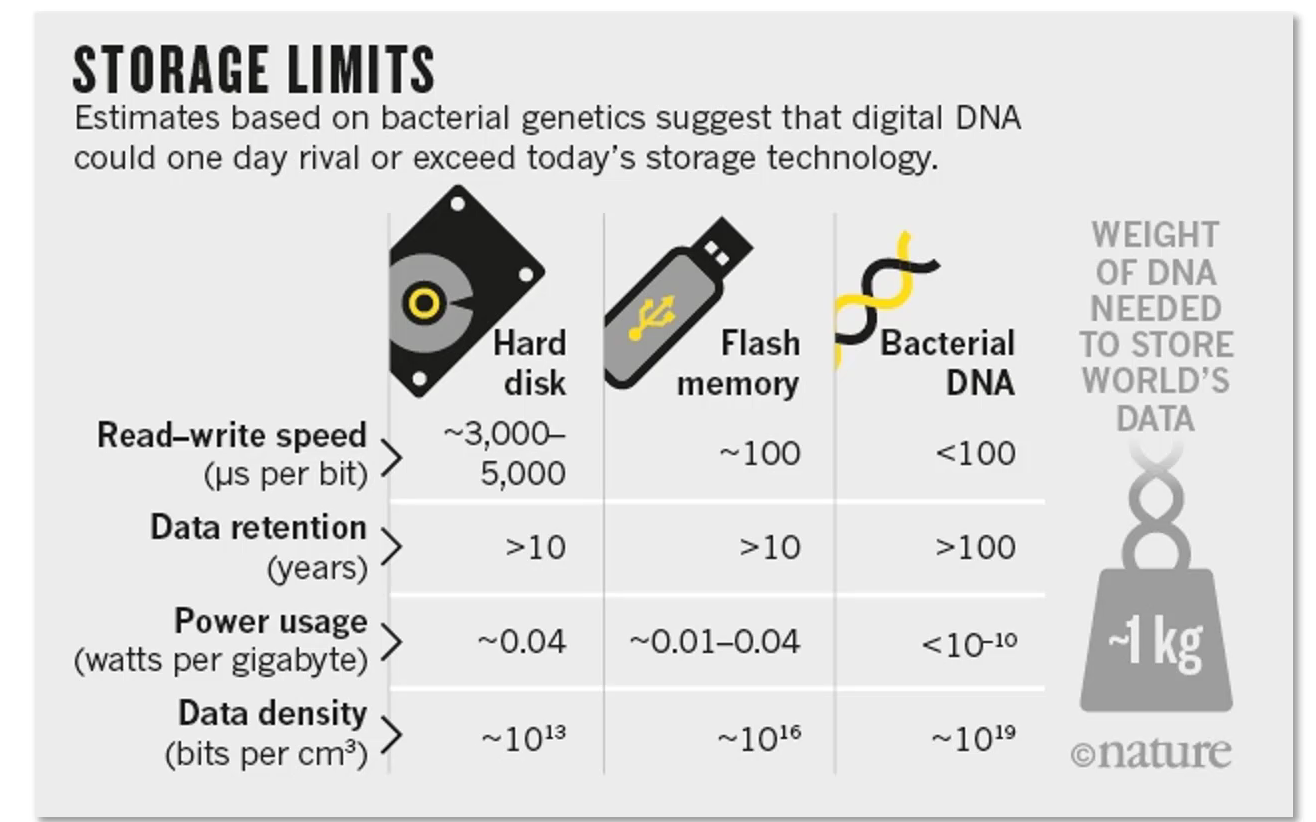 STORAGE LIMITS
Estimates based on bacterial genetics suggest that digital DNA
could one day rival or exceed today’s storage technology.
Hard
disk
Flash
memory
Bacterial
DNA
Read–write speed
(μs per bit)
~3,000–
5,000
~100
<100
Data retention
(years)
>10
>10
>100
Power usage
(watts per gigabyte)
~0.04
~0.01–0.04
<10⁻¹⁰
Data density
(bits per cm³)
~10¹³
~10¹⁶
~10¹⁹
WEIGHT
OF DNA
NEEDED
TO STORE
WORLD’S
DATA
~1 kg
©nature